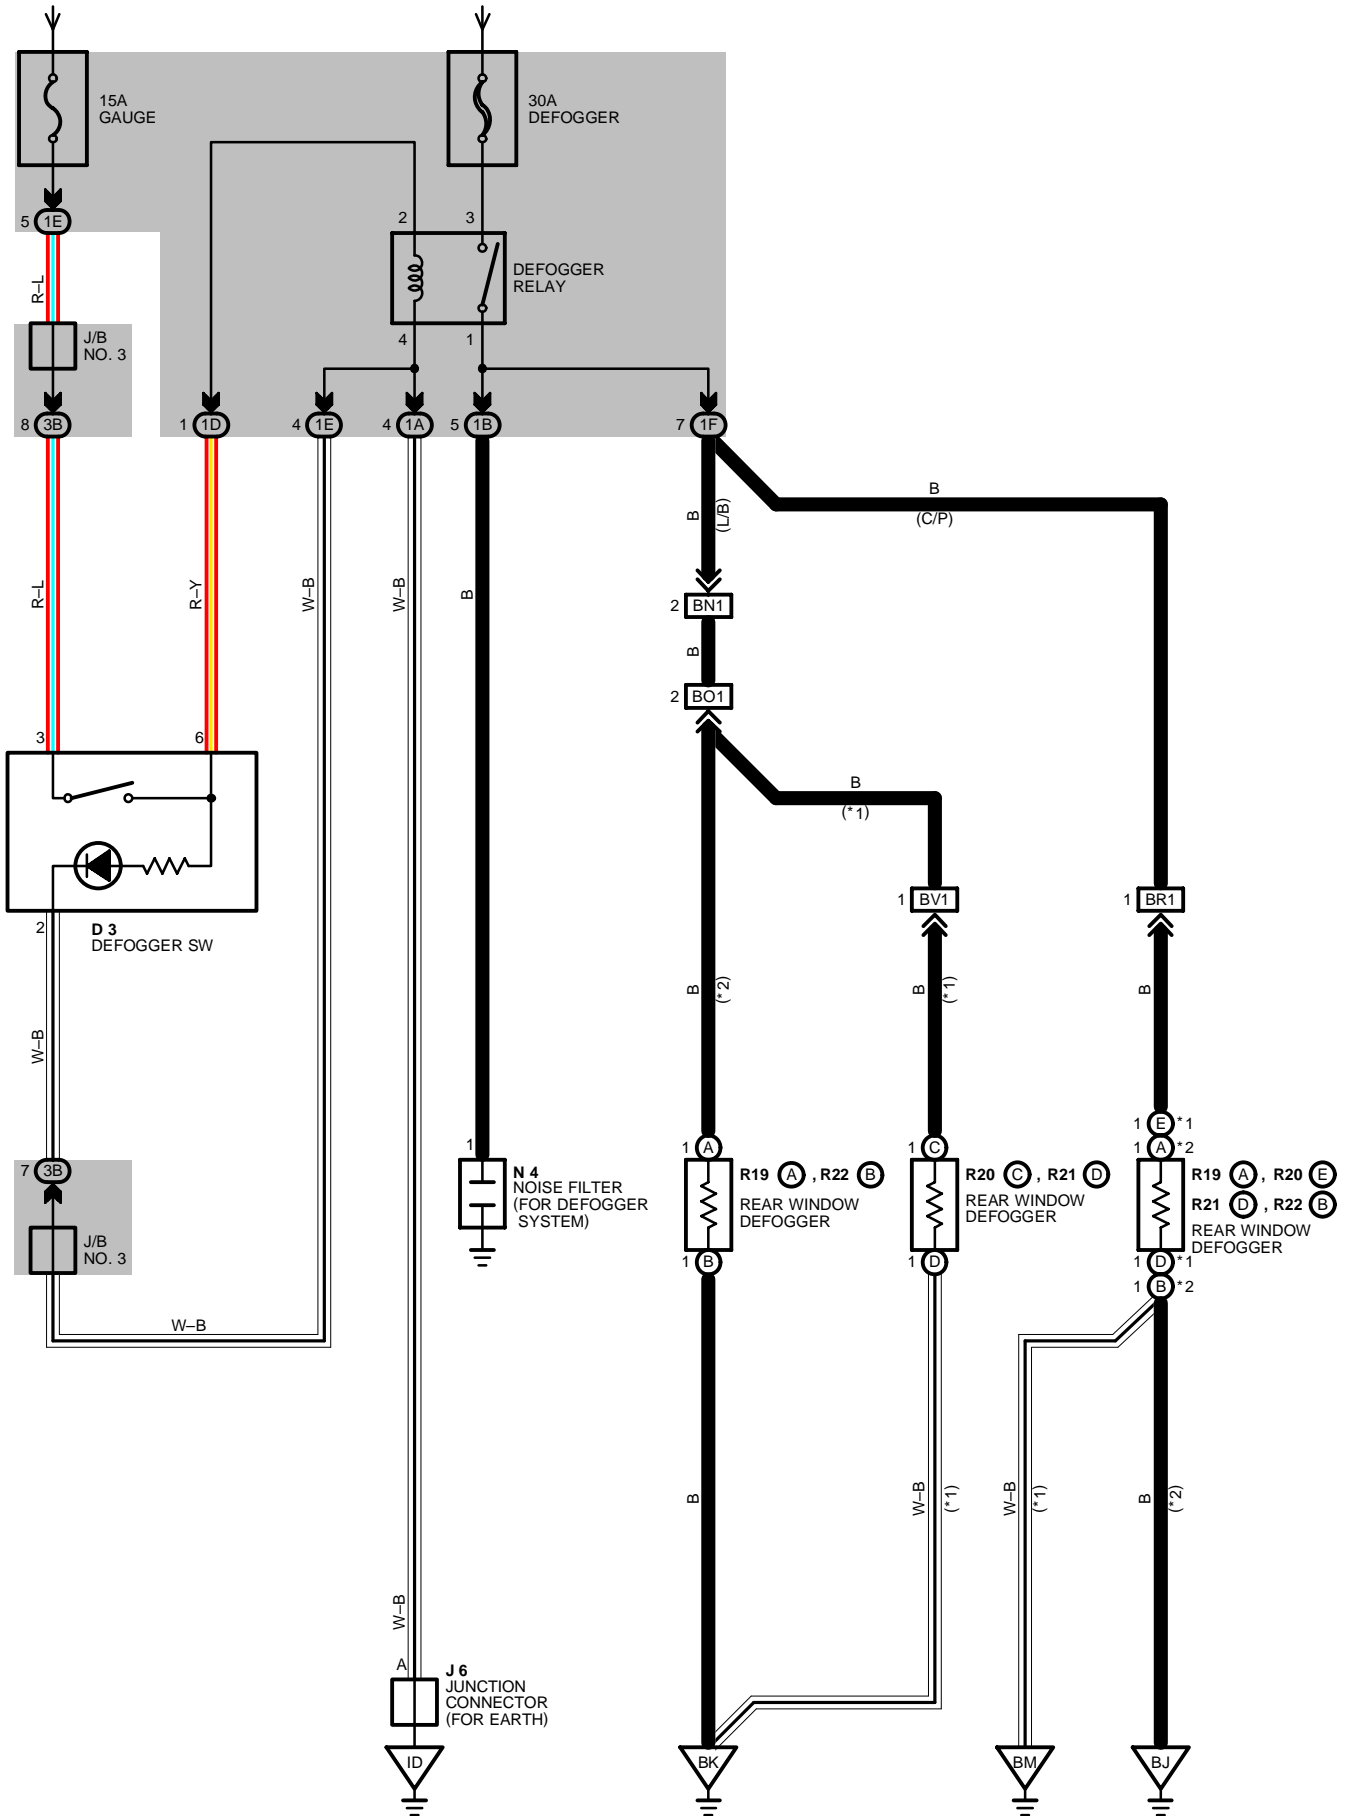 15A
GAUGE
30A
DEFOGGER
5 1E
2
3
DEFOGGER
RELAY
R–L
J/B
NO. 3
4
1
8 3B
1 1D
4 1E
4 1A
5 1B
7 1F
B
(C/P)
B
(L/B)
R–L
R–Y
W–B
W–B
B
2 BN1
B
2 BO1
3
6
B
(*1)
1 BV1
1 BR1
2
D 3
DEFOGGER SW
B
(*2)
B
(*1)
B
W–B
1 E *1
1 A *2
1
1 A
1 C
7 3B
N 4
NOISE FILTER
(FOR DEFOGGER
SYSTEM)
R19 A , R22 B
REAR WINDOW
DEFOGGER
R20 C , R21 D
REAR WINDOW
DEFOGGER
R19 A , R20 E
R21 D , R22 B
REAR WINDOW
DEFOGGER
J/B
NO. 3
1 B
1 D
1 D *1
1 B *2
W–B
B
W–B
(*1)
W–B
(*1)
B
(*2)
W–B
A
J 6
JUNCTION
CONNECTOR
(FOR EARTH)
ID
BK
BM
BJ